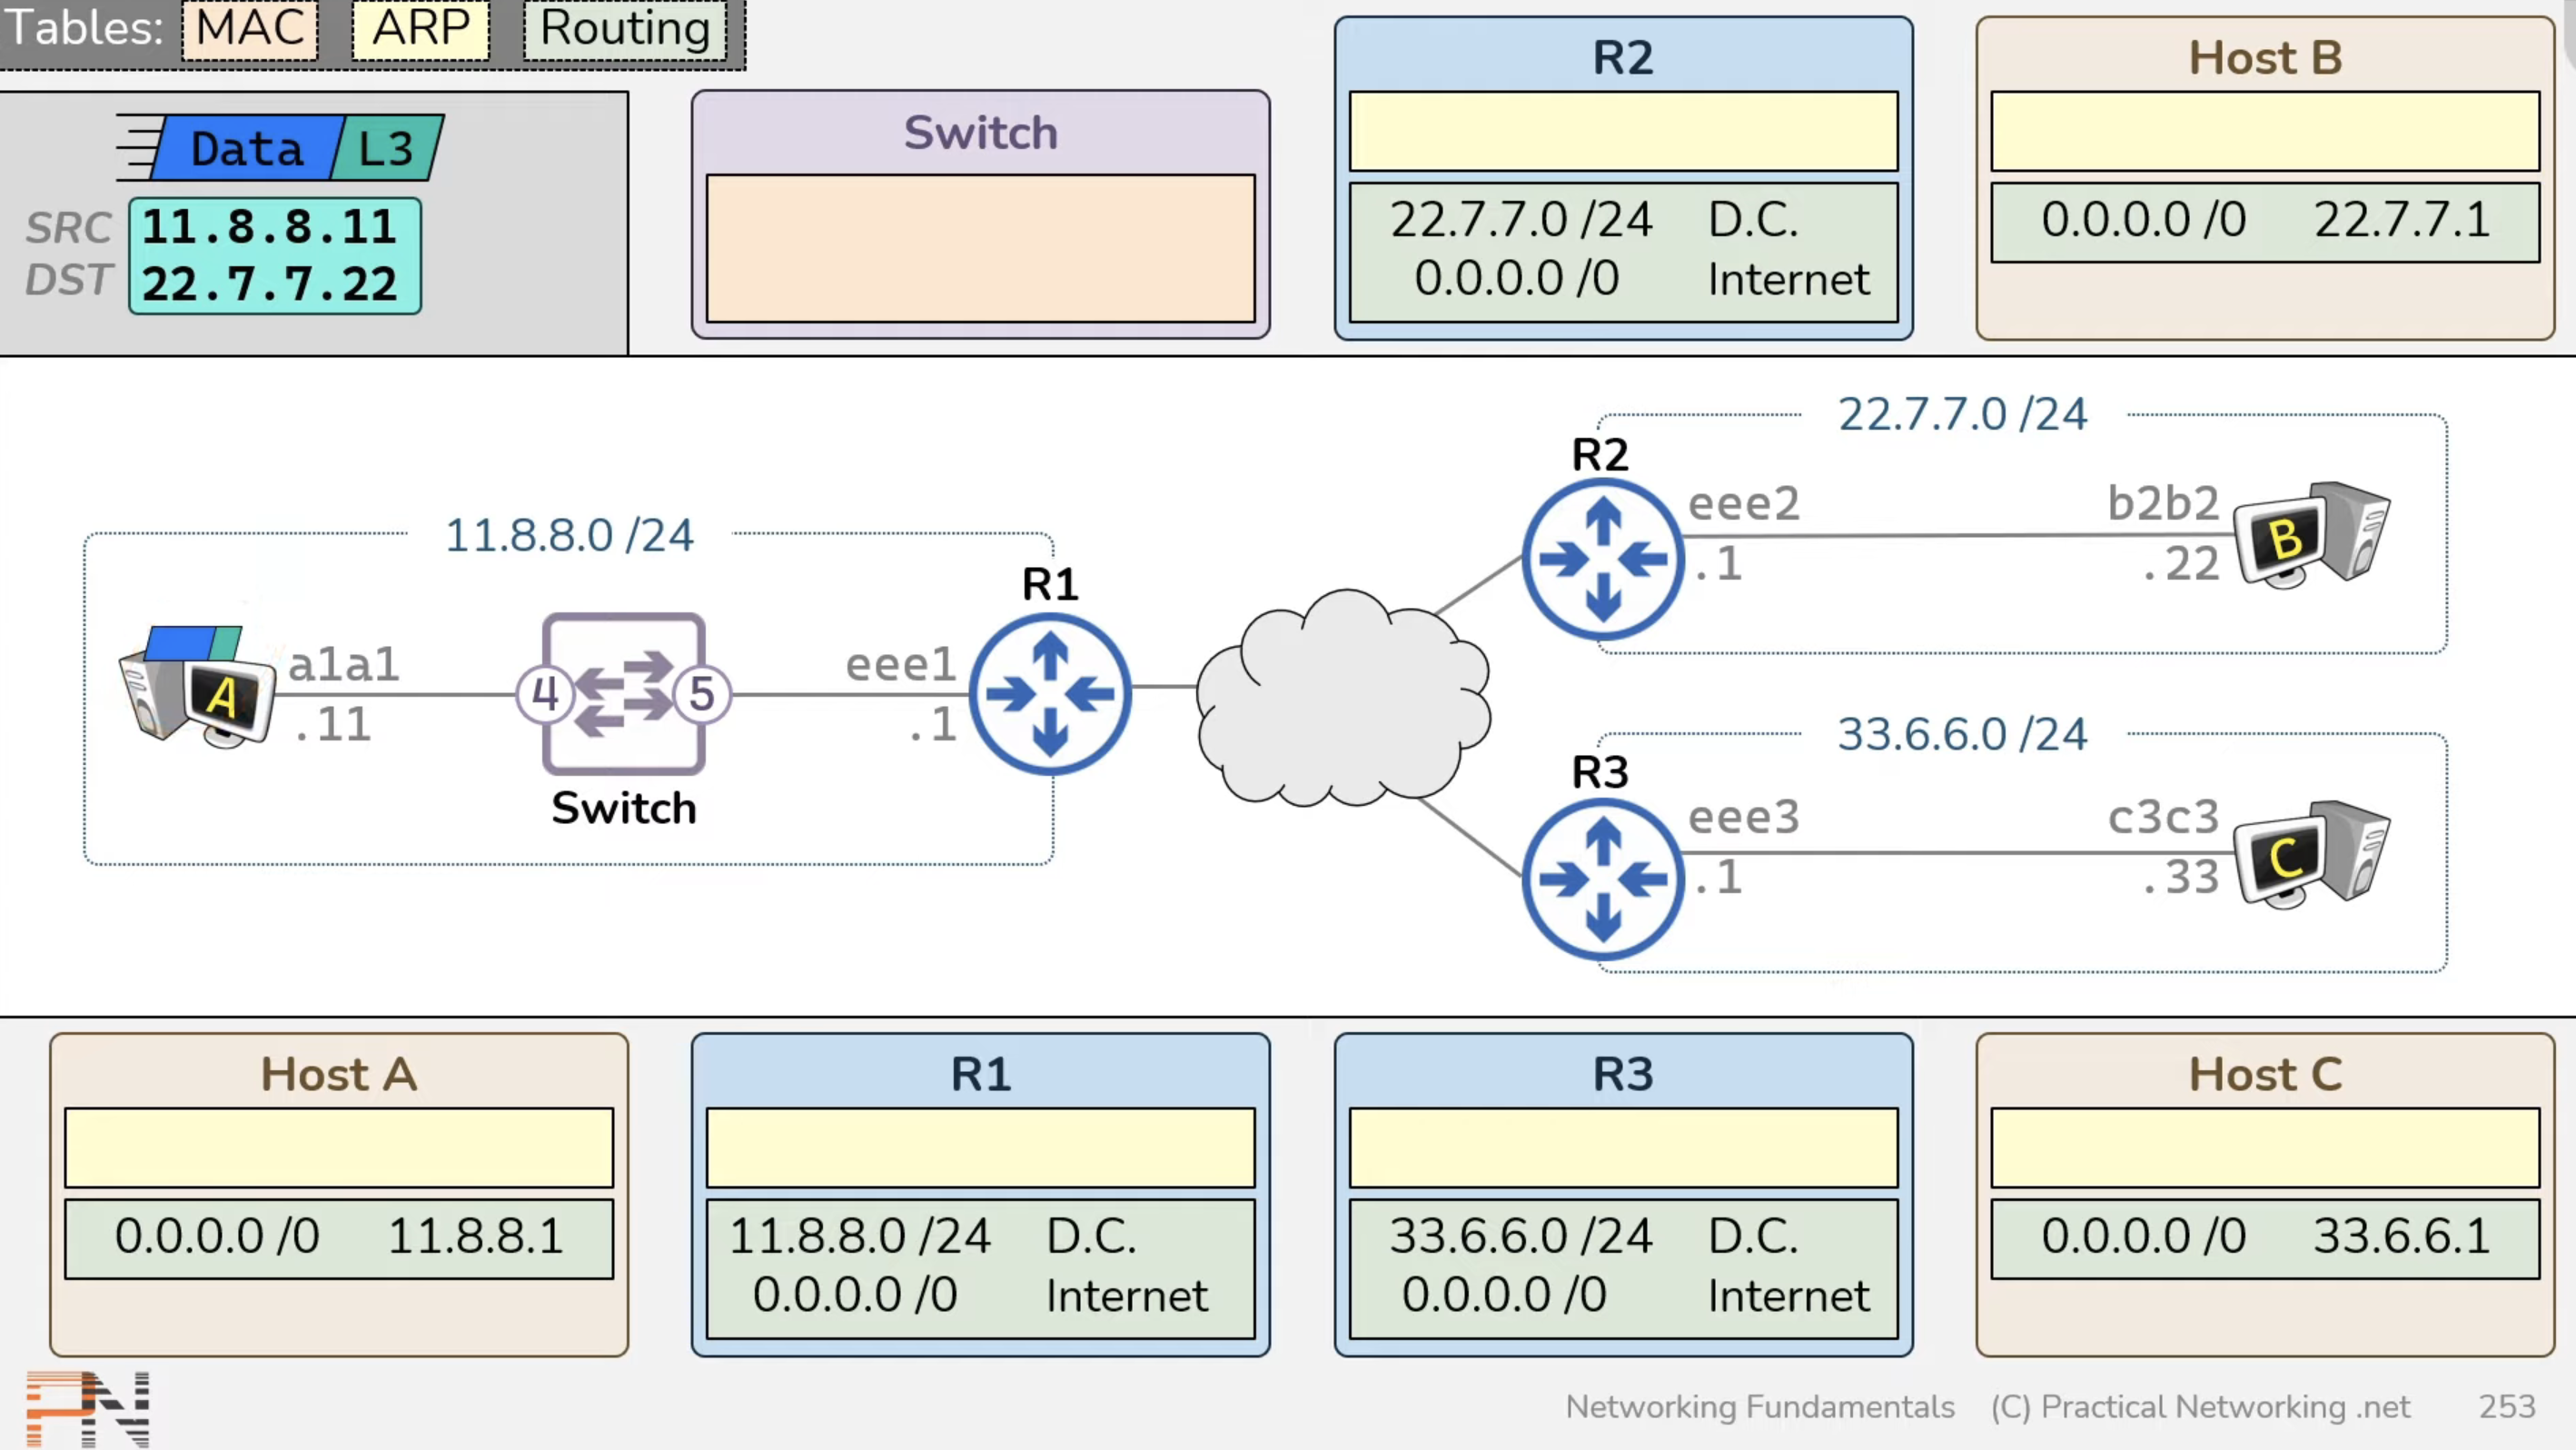 Tables: MAC ARP Routing
Data L3
SRC 11.8.8.11
DST 22.7.7.22
Switch
R2
22.7.7.0 /24 D.C.
0.0.0.0 /0 Internet
Host B
0.0.0.0 /0 22.7.7.1
22.7.7.0 /24
R2
eee2
.1
b2b2
.22
B
11.8.8.0 /24
A
a1a1
.11
4
5
Switch
eee1
.1
R1
33.6.6.0 /24
R3
eee3
.1
c3c3
.33
C
Host A
0.0.0.0 /0 11.8.8.1
R1
11.8.8.0 /24 D.C.
0.0.0.0 /0 Internet
R3
33.6.6.0 /24 D.C.
0.0.0.0 /0 Internet
Host C
0.0.0.0 /0 33.6.6.1
PN
Networking Fundamentals (C) Practical Networking .net 253